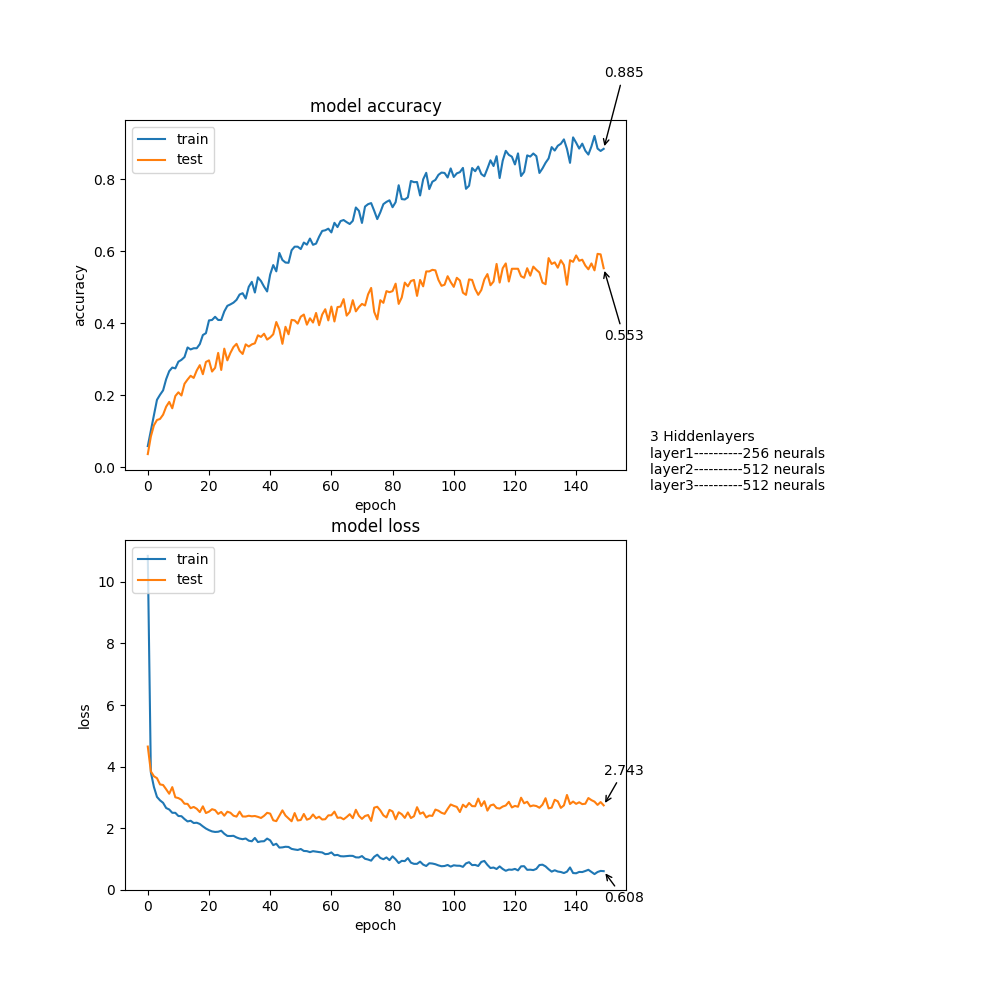 0.885
model accuracy
train
test
0.8
0.6
0.4
0.2
0.0
accuracy
0.553
0 20 40 60 80 100 120 140
epoch
3 Hiddenlayers
layer1----------256 neurals
layer2----------512 neurals
layer3----------512 neurals
model loss
train
test
10
8
6
4
2
0
loss
2.743
0.608
0 20 40 60 80 100 120 140
epoch